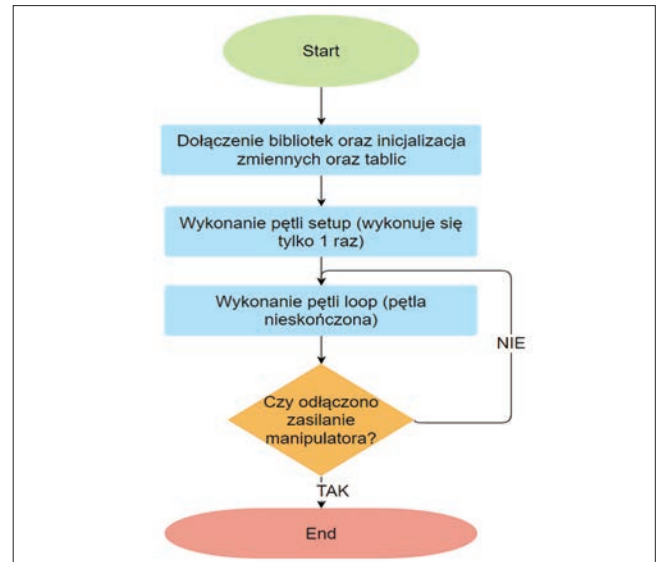 Start
Dołączenie bibliotek oraz inicjalizacja
zmiennych oraz tablic
Wykonanie pętli setup (wykonuje się
tylko 1 raz)
Wykonanie pętli loop (pętla
nieskończona)
NIE
Czy odłączono
zasilanie
manipulatora?
TAK
End